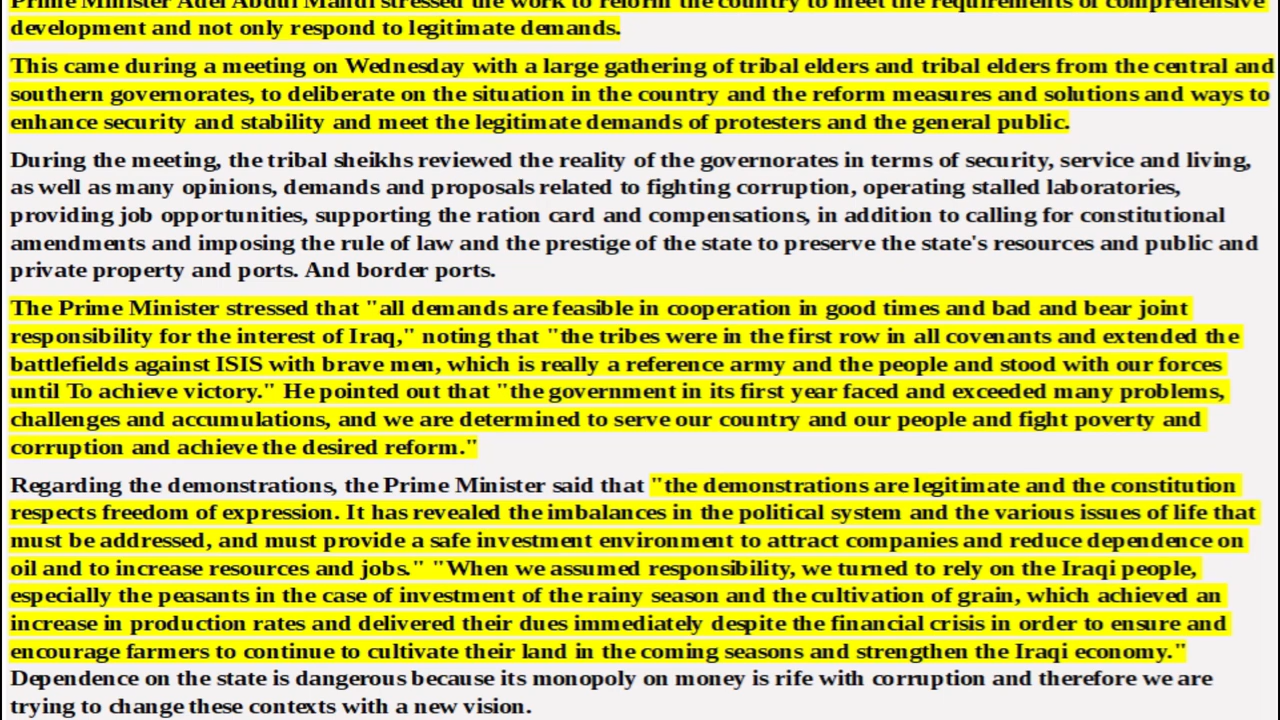 Prime Minister Adel Abdul Mahdi stressed the work to reform the country to meet the requirements of comprehensive
development and not only respond to legitimate demands.
This came during a meeting on Wednesday with a large gathering of tribal elders and tribal elders from the central and
southern governorates, to deliberate on the situation in the country and the reform measures and solutions and ways to
enhance security and stability and meet the legitimate demands of protesters and the general public.
During the meeting, the tribal sheikhs reviewed the reality of the governorates in terms of security, service and living,
as well as many opinions, demands and proposals related to fighting corruption, operating stalled laboratories,
providing job opportunities, supporting the ration card and compensations, in addition to calling for constitutional
amendments and imposing the rule of law and the prestige of the state to preserve the state's resources and public and
private property and ports. And border ports.
The Prime Minister stressed that "all demands are feasible in cooperation in good times and bad and bear joint
responsibility for the interest of Iraq," noting that "the tribes were in the first row in all covenants and extended the
battlefields against ISIS with brave men, which is really a reference army and the people and stood with our forces
until To achieve victory." He pointed out that "the government in its first year faced and exceeded many problems,
challenges and accumulations, and we are determined to serve our country and our people and fight poverty and
corruption and achieve the desired reform."
Regarding the demonstrations, the Prime Minister said that "the demonstrations are legitimate and the constitution
respects freedom of expression. It has revealed the imbalances in the political system and the various issues of life that
must be addressed, and must provide a safe investment environment to attract companies and reduce dependence on
oil and to increase resources and jobs." "When we assumed responsibility, we turned to rely on the Iraqi people,
especially the peasants in the case of investment of the rainy season and the cultivation of grain, which achieved an
increase in production rates and delivered their dues immediately despite the financial crisis in order to ensure and
encourage farmers to continue to cultivate their land in the coming seasons and strengthen the Iraqi economy."
Dependence on the state is dangerous because its monopoly on money is rife with corruption and therefore we are
trying to change these contexts with a new vision.